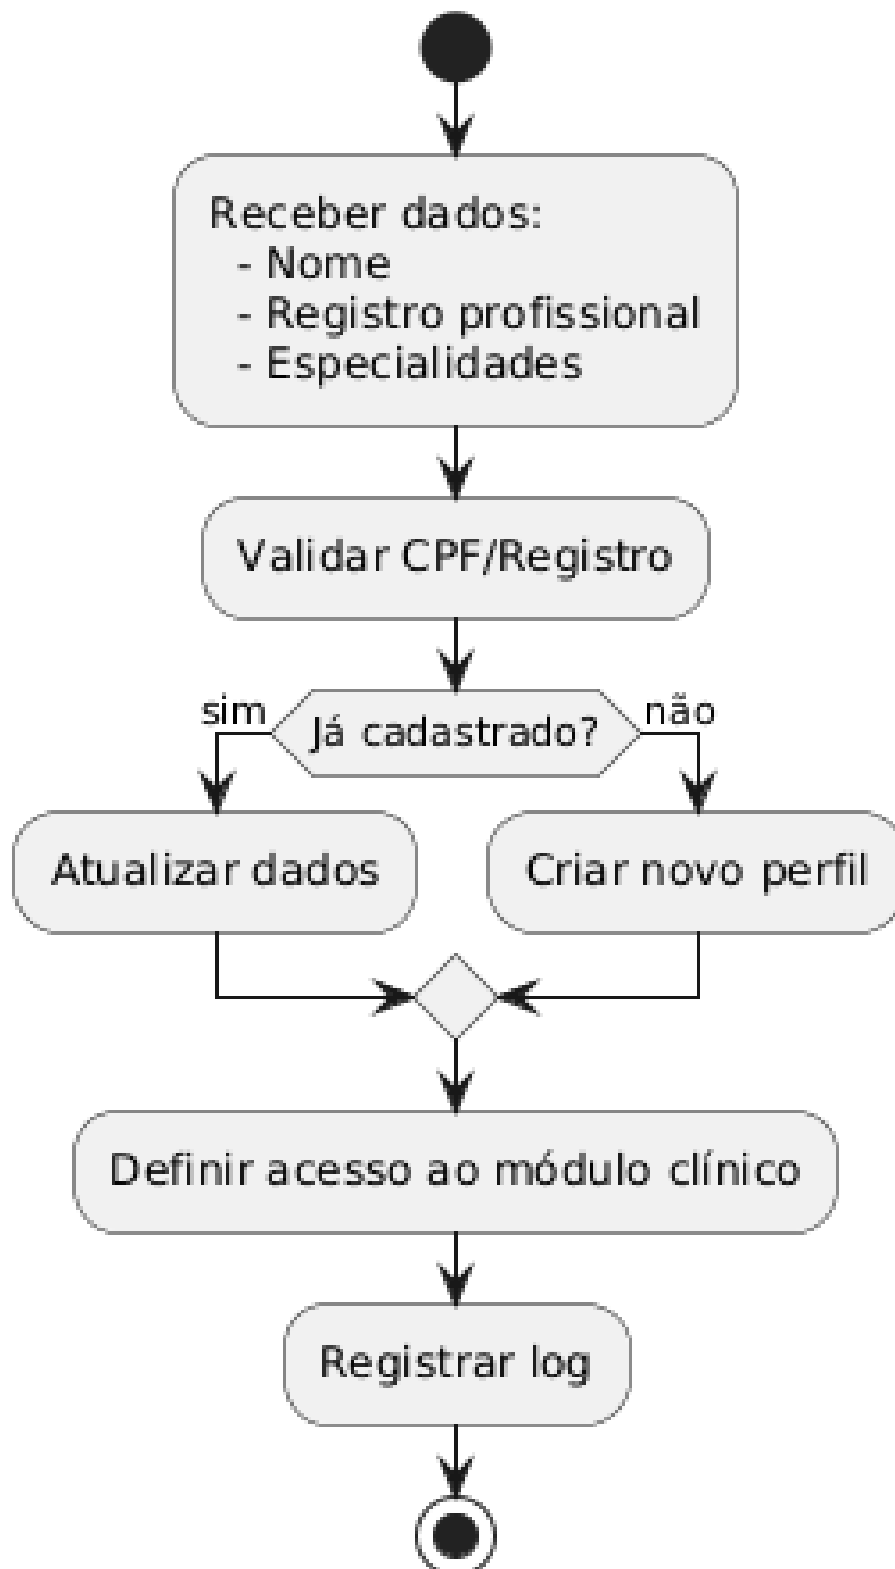 Receber dados:
- Nome
- Registro profissional
- Especialidades
Validar CPF/Registro
sim
Já cadastrado?
não
Atualizar dados
Criar novo perfil
Definir acesso ao módulo clínico
Registrar log